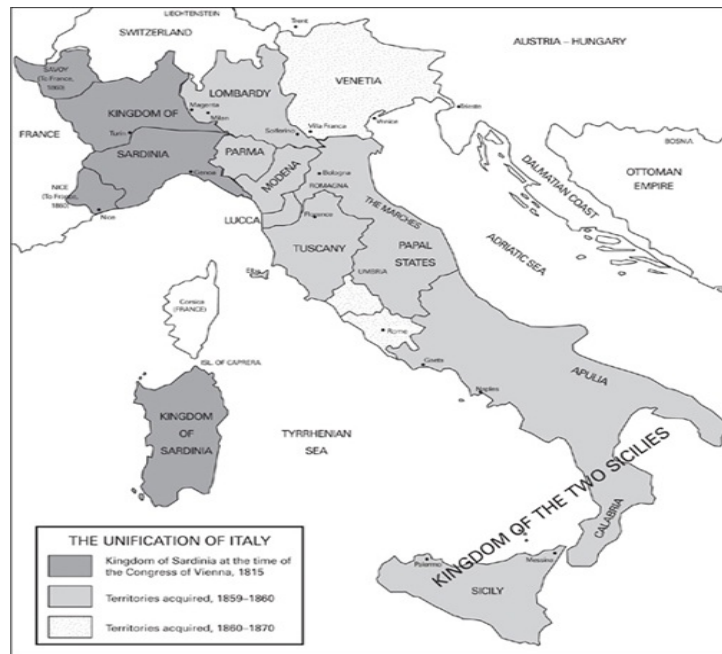 LIECHTENSTEIN
SWITZERLAND
Trent
AUSTRIA – HUNGARY
SAVOY
(To France,
1860)
LOMBARDY
VENETIA
Magenta
Milan
KINGDOM OF
FRANCE
Turin
Solferino
Villa Franca
Venice
Trieste
BOSNIA
SARDINIA
PARMA
MODENA
Bologna
ROMAGNA
OTTOMAN
EMPIRE
DALMATIAN COAST
Genoa
NICE
(To France,
1860)
Nice
LUCCA
Florence
THE MARCHES
TUSCANY
PAPAL
STATES
ADRIATIC SEA
UMBRIA
Elba
Corsica
(FRANCE)
Rome
ISL. OF CAPRERA
Gaeta
Naples
APULIA
KINGDOM
OF
SARDINIA
TYRRHENIAN
SEA
KINGDOM OF THE TWO SICILIES
CALABRIA
Palermo
Messina
SICILY
THE UNIFICATION OF ITALY
Kingdom of Sardinia at the time of
the Congress of Vienna, 1815
Territories acquired, 1859–1860
Territories acquired, 1860–1870